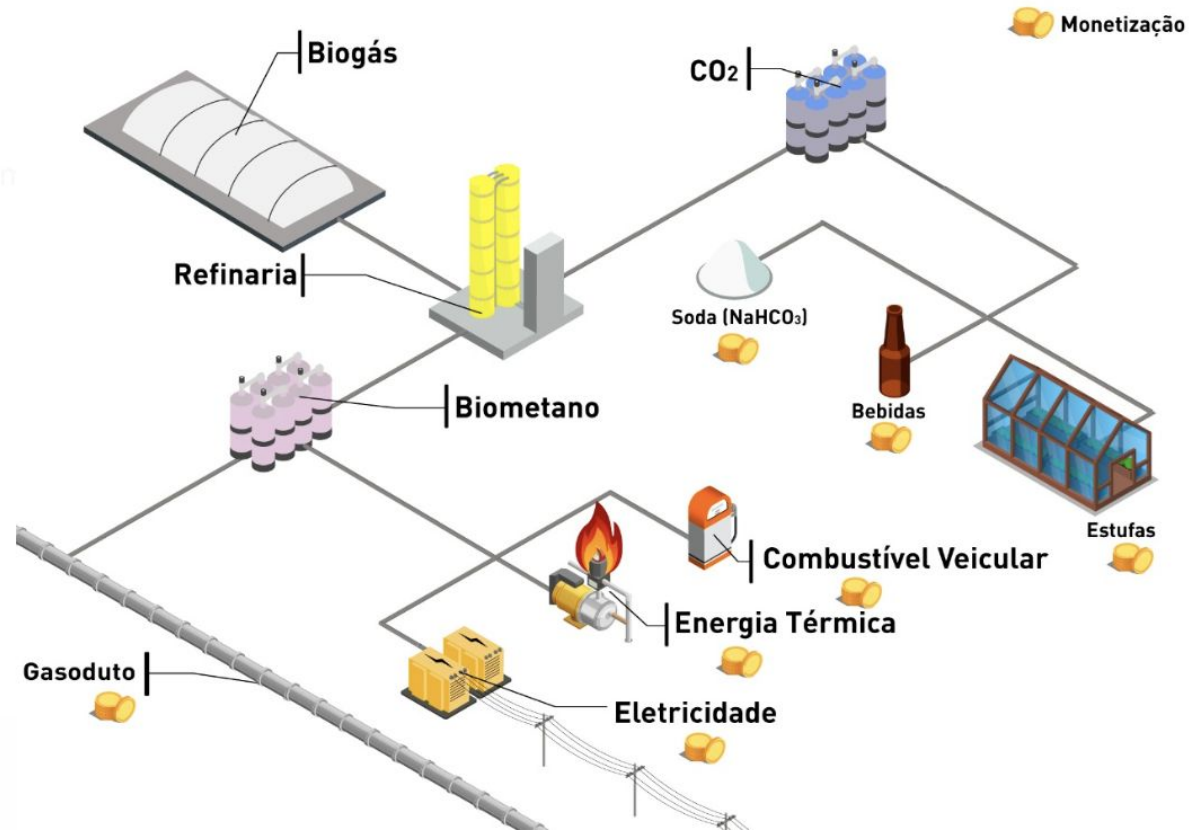 Monetização
Biogás
CO₂
Refinaria
Soda (NaHCO₃)
Biometano
Bebidas
Estufas
Combustível Veicular
Energia Térmica
Gasoduto
Eletricidade